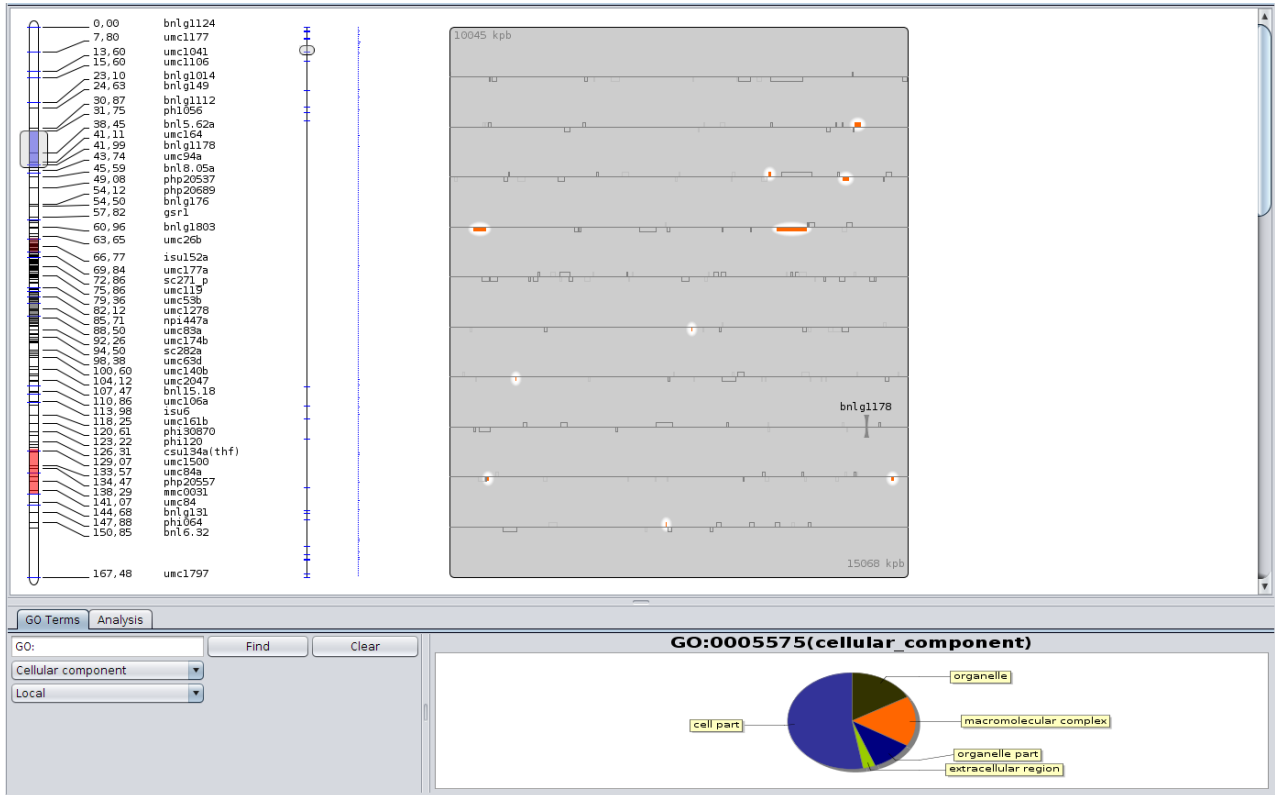 0,00 bnlg1124
7,80 umc1177
13,60 umc1041
15,60 umc1106
23,10 bnlg1014
24,63 bnlg149
30,87 bnlg1112
31,75 ph1056
38,45 bnl5.62a
41,11 umc164
41,99 bnlg1178
43,74 umc94a
45,59 bnl8.05a
49,08 php20537
54,12 php20689
54,50 bnlg176
57,82 gsr1
60,96 bnlg1803
63,65 umc26b
66,77 isu152a
69,84 umc177a
72,86 sc271_p
75,86 umc119
79,36 umc53b
82,12 umc1278
85,71 npi447a
88,50 umc83a
92,26 umc174b
94,50 sc282a
98,38 umc63d
100,60 umc140b
104,12 umc2047
107,47 bnl15.18
110,86 umc106a
113,98 isu6
118,25 umc161b
120,61 phi30870
123,22 phi120
126,31 csu134a(thf)
129,07 umc1500
133,57 umc84a
134,47 php20557
138,29 mmc0031
141,07 umc84
144,68 bnlg131
147,88 phi064
150,85 bnl6.32
167,48 umc1797
10045 kpb
bnlg1178
15068 kpb
GO Terms Analysis
GO: Find Clear
Cellular component
Local
GO:0005575(cellular_component)
organelle
cell part
macromolecular complex
organelle part
extracellular region